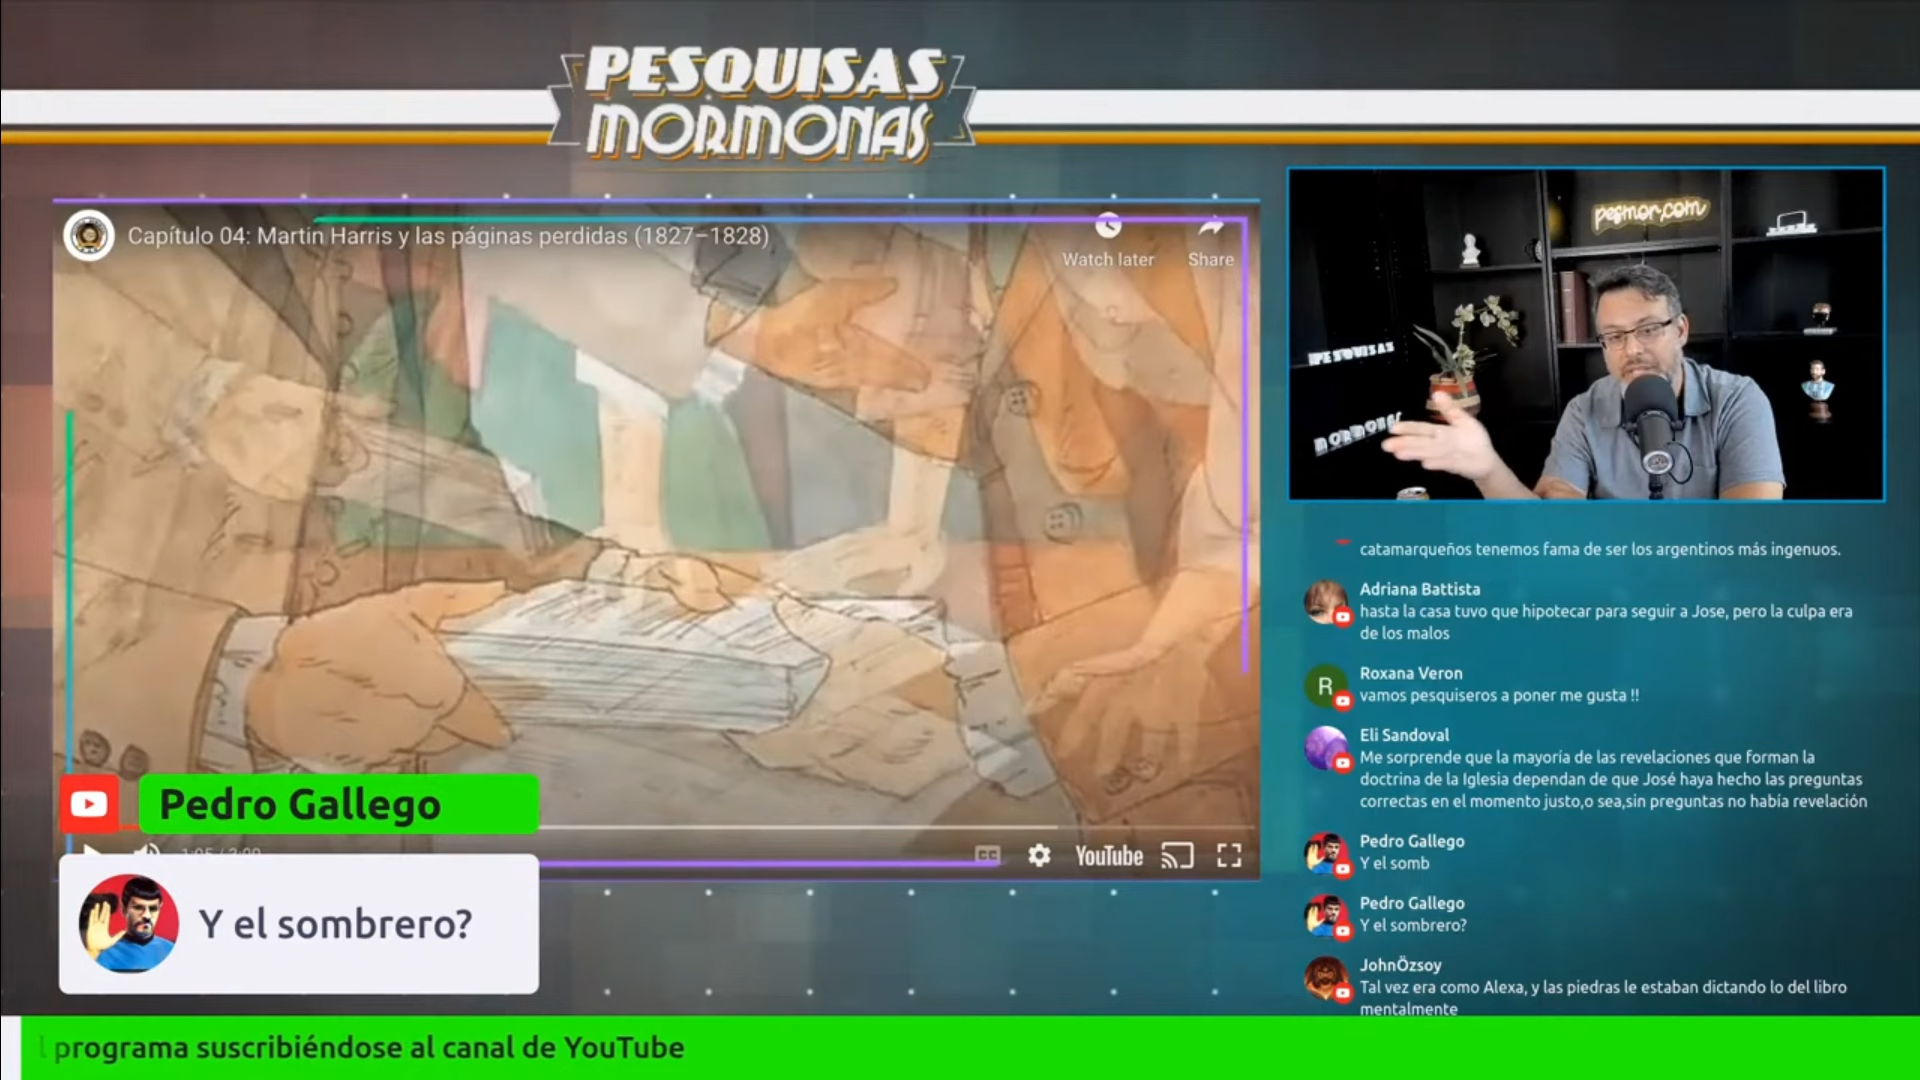 PESQUISAS
MORMONAS
Capítulo 04: Martin Harris y las páginas perdidas (1827–1828)
Watch later
Share
pesmor.com
PESQUISAS
MORMONAS
catamarqueños tenemos fama de ser los argentinos más ingenuos.
Adriana Battista
hasta la casa tuvo que hipotecar para seguir a Jose, pero la culpa era
de los malos
R
Roxana Veron
vamos pesquiseros a poner me gusta !!
Eli Sandoval
Me sorprende que la mayoría de las revelaciones que forman la
doctrina de la Iglesia dependan de que José haya hecho las preguntas
correctas en el momento justo,o sea,sin preguntas no había revelación
Pedro Gallego
Y el somb
Pedro Gallego
Y el sombrero?
JohnÖzsoy
Tal vez era como Alexa, y las piedras le estaban dictando lo del libro
mentalmente
Pedro Gallego
CC
YouTube
Y el sombrero?
programa suscribiéndose al canal de YouTube